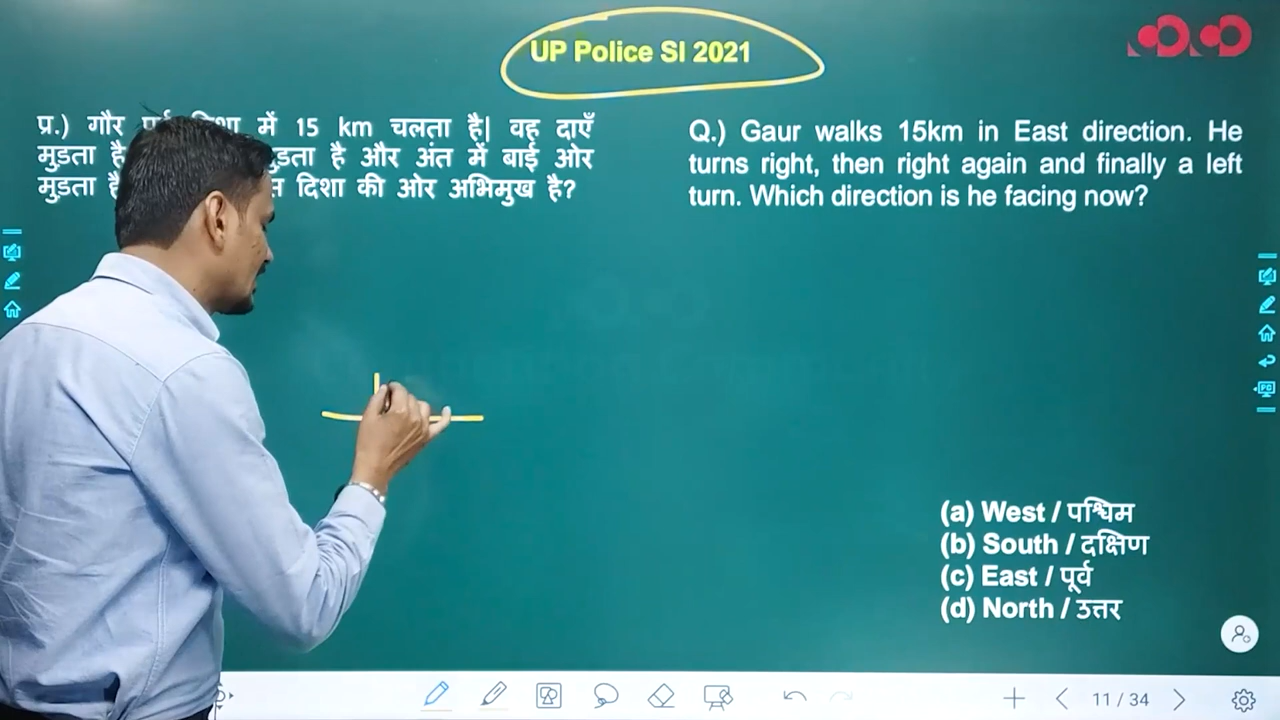 UP Police SI 2021
प्र.) गौर में 15 km चलता है| वह दाएँ
मुडता है और अंत में बाई ओर
मुड़ता दिशा की ओर अभिमुख है?
Q.) Gaur walks 15km in East direction. He
turns right, then right again and finally a left
turn. Which direction is he facing now?
(a) West / पश्चिम
(b) South / दक्षिण
(c) East / पूर्व
(d) North / उत्तर
11 / 34